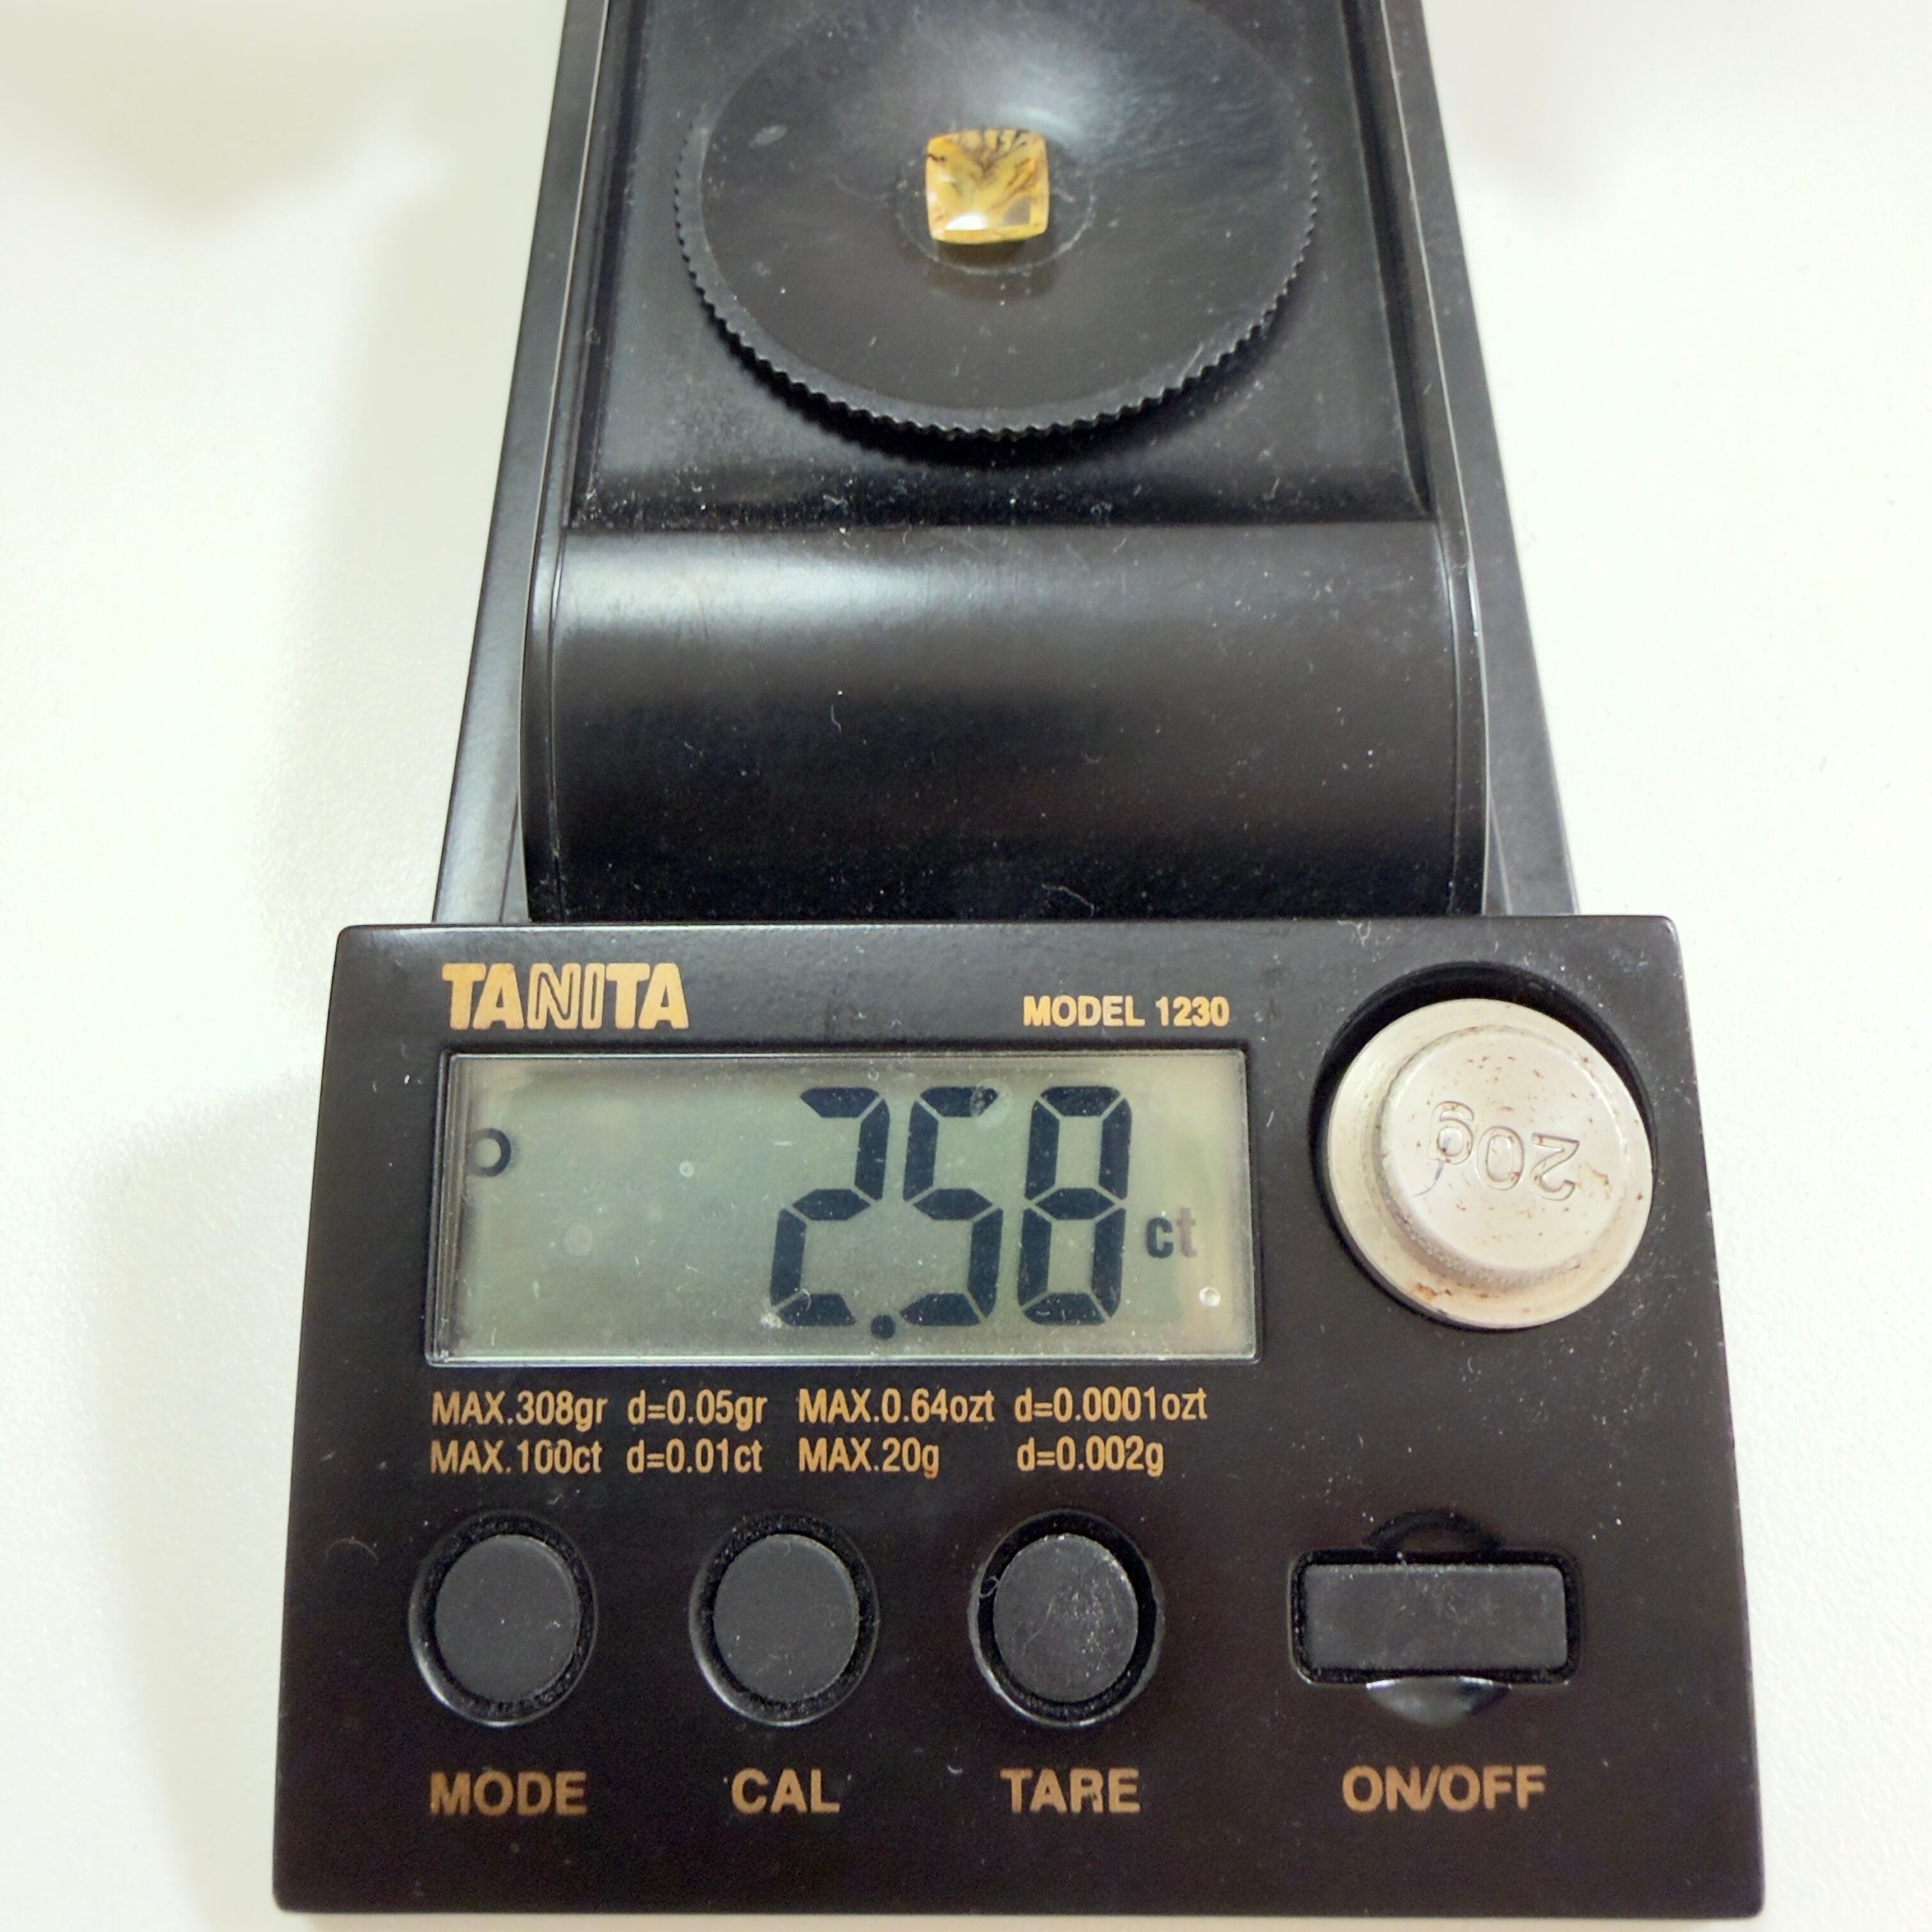 TANITA
MODEL 1230
20g
2.58 ct
MAX.308gr d=0.05gr MAX.0.64ozt d=0.0001ozt
MAX.100ct d=0.01ct MAX.20g d=0.002g
MODE CAL TARE ON/OFF